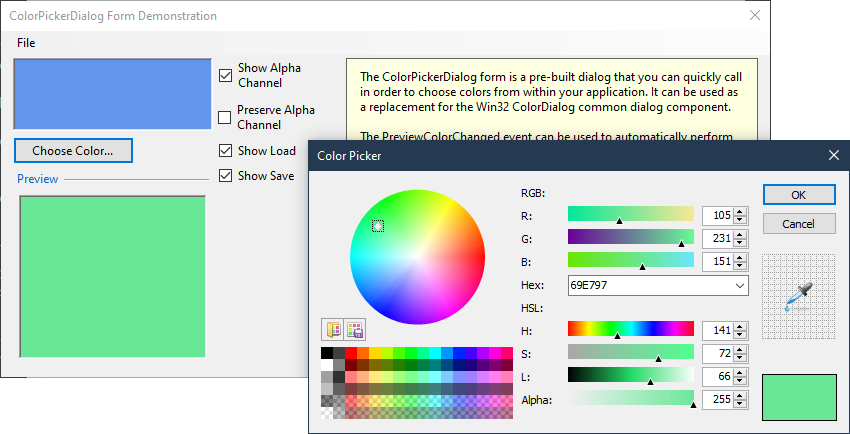 ColorPickerDialog Form Demonstration
File
Show Alpha
Channel
Preserve Alpha
Channel
Show Load
Show Save
Choose Color...
Preview
The ColorPickerDialog form is a pre-built dialog that you can quickly call
in order to choose colors from within your application. It can be used as
a replacement for the Win32 ColorDialog common dialog component.
The PreviewColorChanged event can be used to automatically perform
Color Picker
RGB:
R: 105
G: 231
B: 151
Hex: 69E797
HSL:
H: 141
S: 72
L: 66
Alpha: 255
OK
Cancel